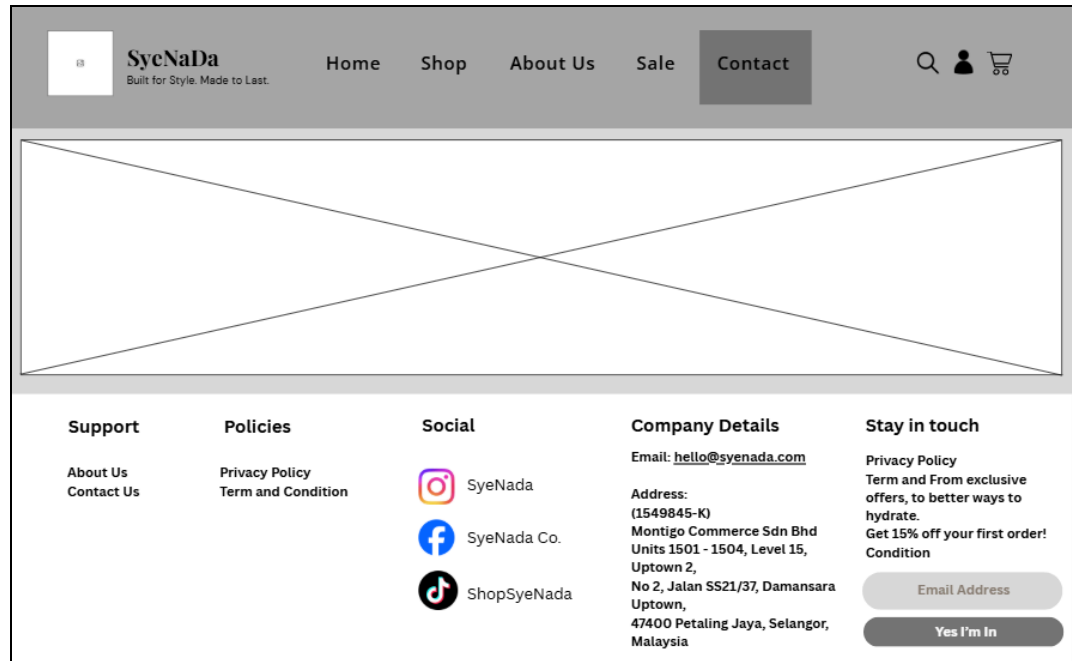 SyeNaDa
Built for Style. Made to Last.
Home
Shop
About Us
Sale
Contact
Support
About Us
Contact Us
Policies
Privacy Policy
Term and Condition
Social
SyeNada
SyeNada Co.
ShopSyeNada
Company Details
Email: hello@syenada.com
Address:
(1549845-K)
Montigo Commerce Sdn Bhd
Units 1501 - 1504, Level 15,
Uptown 2,
No 2, Jalan SS21/37, Damansara
Uptown,
47400 Petaling Jaya, Selangor,
Malaysia
Stay in touch
Privacy Policy
Term and From exclusive
offers, to better ways to
hydrate.
Get 15% off your first order!
Condition
Email Address
Yes I'm In